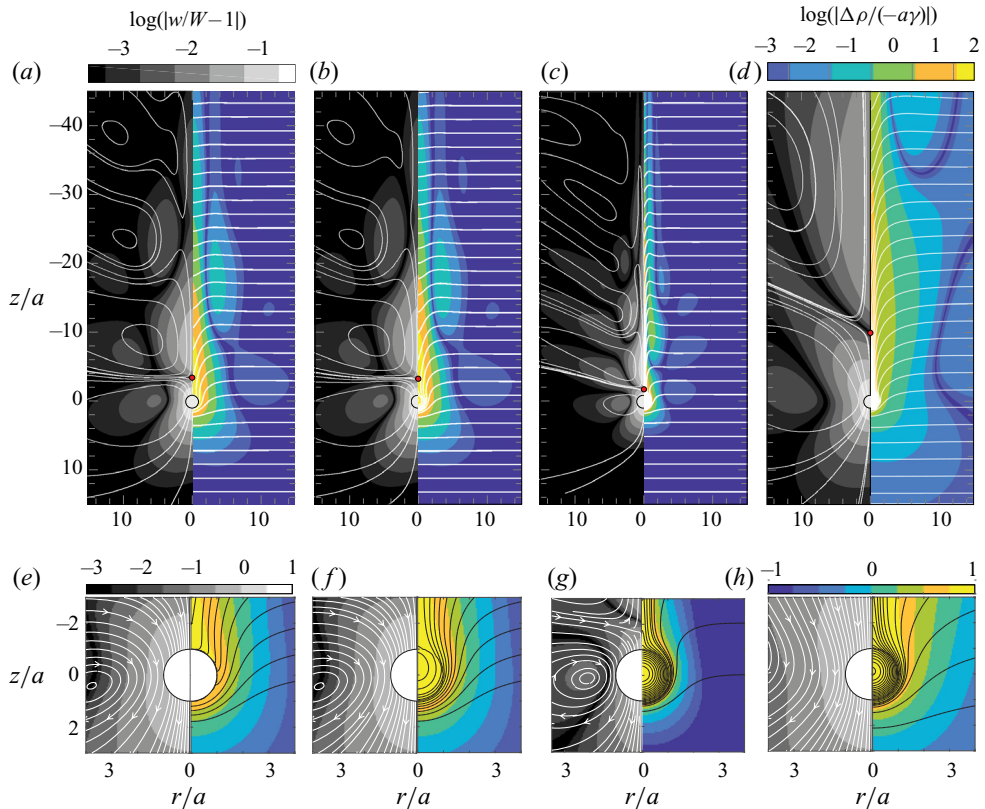 log(|w/W−1|)
log(|Δρ/(−aγ)|)
−3 −2 −1
−3 −2 −1 0 1 2
(a) (b) (c) (d)
−40
−30
−20
z/a
−10
0
10
10 0 10
10 0 10
10 0 10
10 0 10
−3 −2 −1 0 1
−1 0 1
(e) (f) (g) (h)
−2
z/a
0
2
3 0 3
3 0 3
3 0 3
3 0 3
r/a r/a r/a r/a